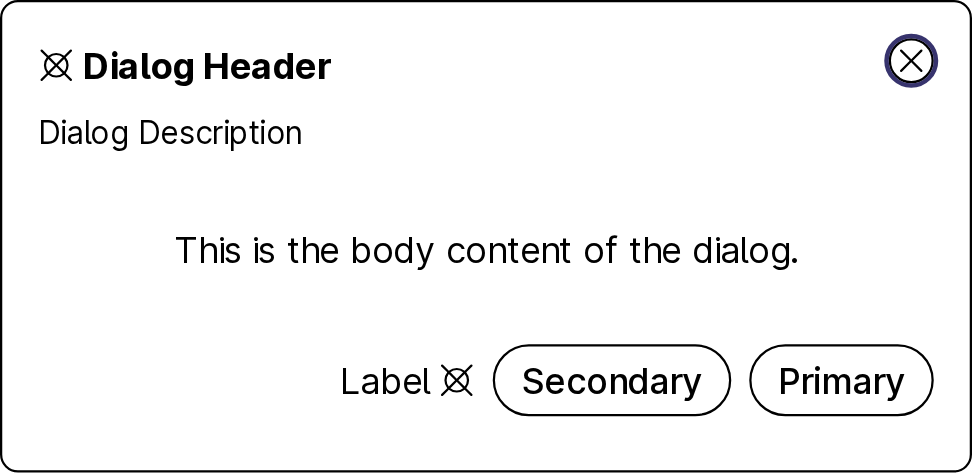 Dialog Header
Dialog Description
This is the body content of the dialog.
Label Secondary Primary